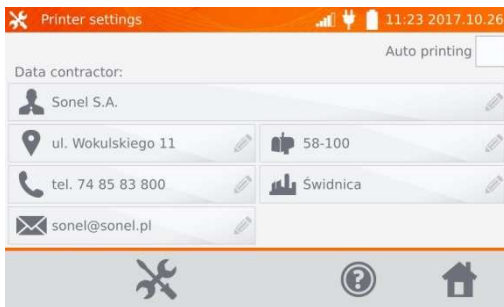 Printer settings 11:23 2017.10.26
Auto printing
Data contractor:
Sonel S.A.
ul. Wokulskiego 11 58-100
tel. 74 85 83 800 Świdnica
sonel@sonel.pl